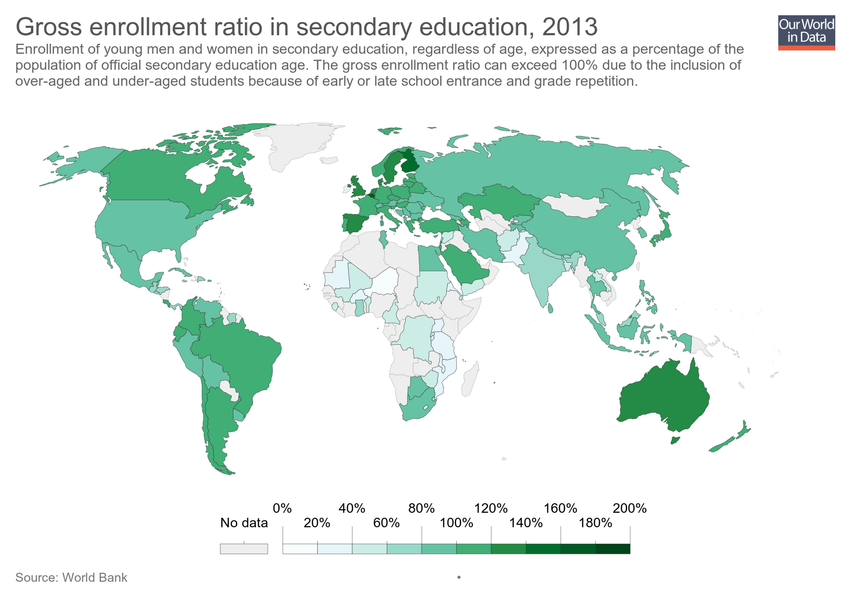 Gross enrollment ratio in secondary education, 2013
Our World
in Data
Enrollment of young men and women in secondary education, regardless of age, expressed as a percentage of the
population of official secondary education age. The gross enrollment ratio can exceed 100% due to the inclusion of
over-aged and under-aged students because of early or late school entrance and grade repetition.
0% 40% 80% 120% 160% 200%
No data 20% 60% 100% 140% 180%
Source: World Bank